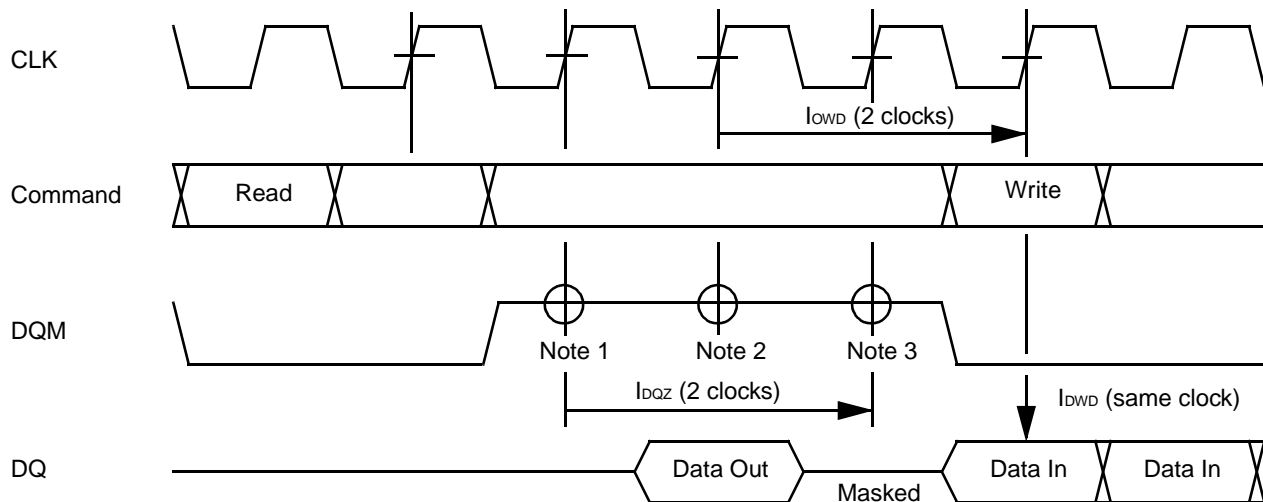 CLK
IOWD (2 clocks)
Command
Read
Write
DQM
Note 1
Note 2
Note 3
IDQZ (2 clocks)
IDWD (same clock)
DQ
Data Out
Masked
Data In
Data In